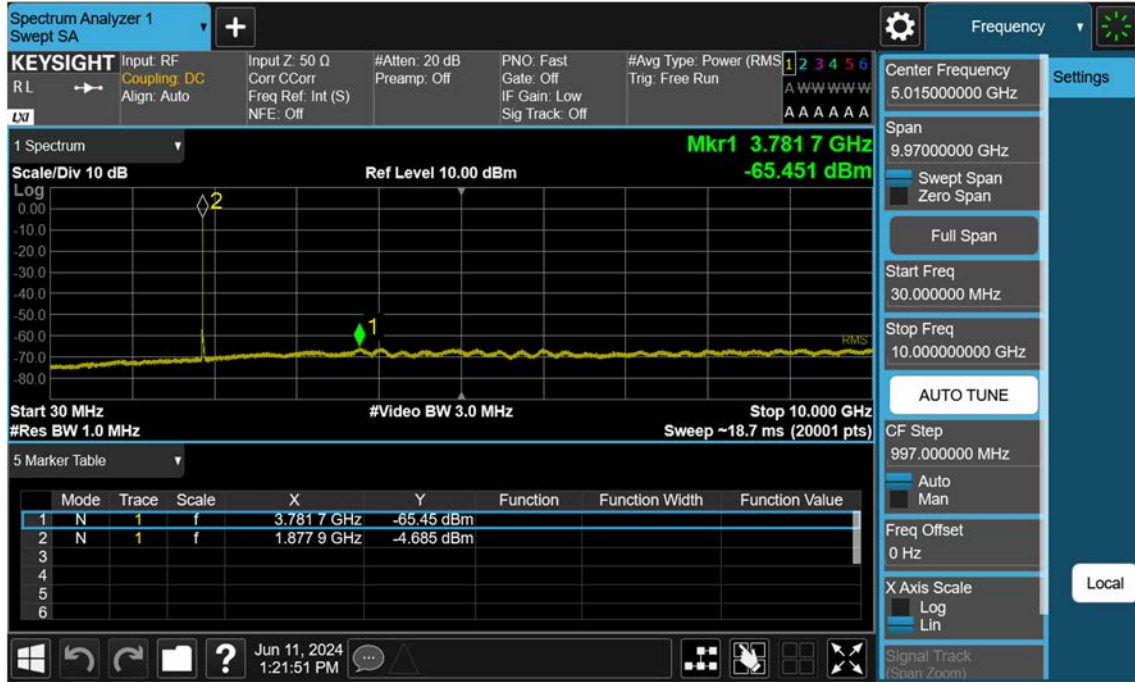 Spectrum Analyzer 1
Swept SA
Frequency
KEYSIGHT
R L
LXI
Input: RF
Coupling: DC
Align: Auto
Input Z: 50 Ω
Corr CCorr
Freq Ref: Int (S)
NFE: Off
#Atten: 20 dB
Preamp: Off
PNO: Fast
Gate: Off
IF Gain: Low
Sig Track: Off
#Avg Type: Power (RMS
Trig: Free Run
1 2 3 4 5 6
A W W W W W
A A A A A A
1 Spectrum
Mkr1 3.781 7 GHz
-65.451 dBm
Scale/Div 10 dB
Ref Level 10.00 dBm
Log
0.00
-10.0
-20.0
-30.0
-40.0
-50.0
-60.0
-70.0
-80.0
2
1
RMS
Start 30 MHz
#Video BW 3.0 MHz
Stop 10.000 GHz
#Res BW 1.0 MHz
Sweep ~18.7 ms (20001 pts)
5 Marker Table
Mode Trace Scale X Y Function Function Width Function Value
1 N 1 f 3.781 7 GHz -65.45 dBm
2 N 1 f 1.877 9 GHz -4.685 dBm
3
4
5
6
?
Jun 11, 2024
1:21:51 PM
Center Frequency
5.015000000 GHz
Settings
Span
9.97000000 GHz
Swept Span
Zero Span
Full Span
Start Freq
30.000000 MHz
Stop Freq
10.000000000 GHz
AUTO TUNE
CF Step
997.000000 MHz
Auto
Man
Freq Offset
0 Hz
X Axis Scale
Log
Lin
Local
Signal Track
(Span Zoom)